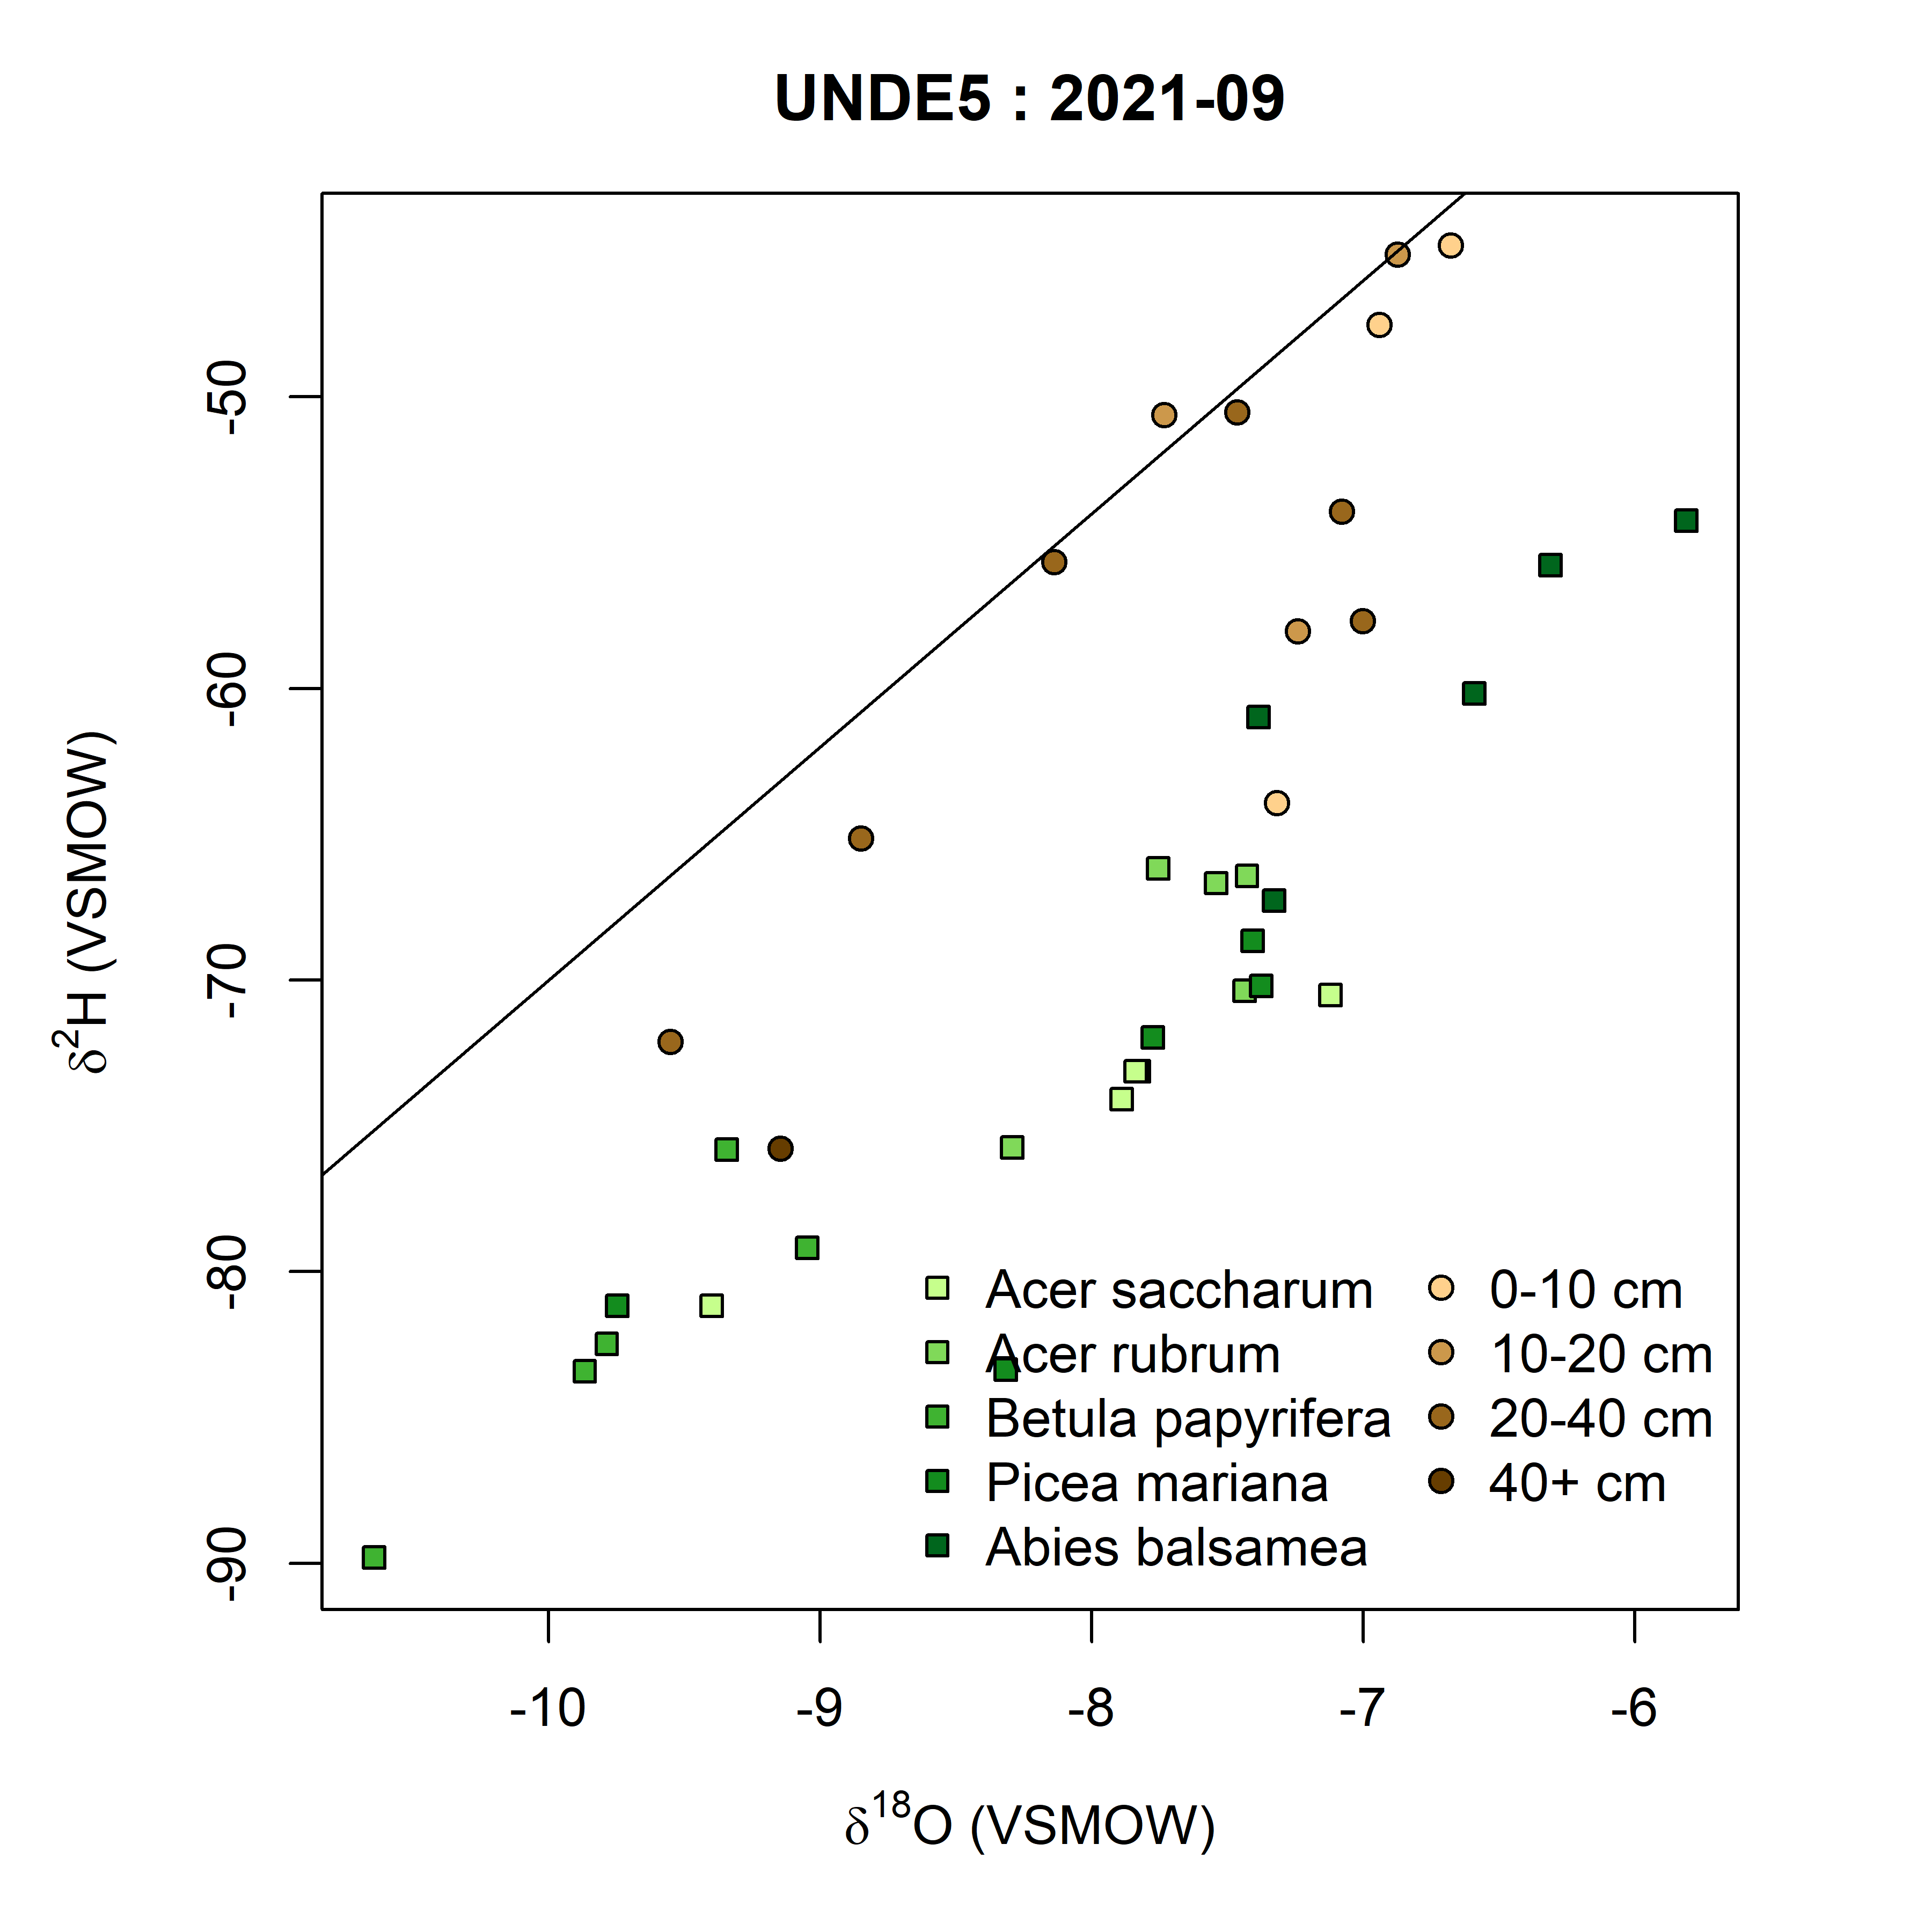 UNDE5 : 2021-09
δ²H (VSMOW)
-50
-60
-70
-80
-90
Acer saccharum
Acer rubrum
Betula papyrifera
Picea mariana
Abies balsamea
0-10 cm
10-20 cm
20-40 cm
40+ cm
-10 -9 -8 -7 -6
δ¹⁸O (VSMOW)